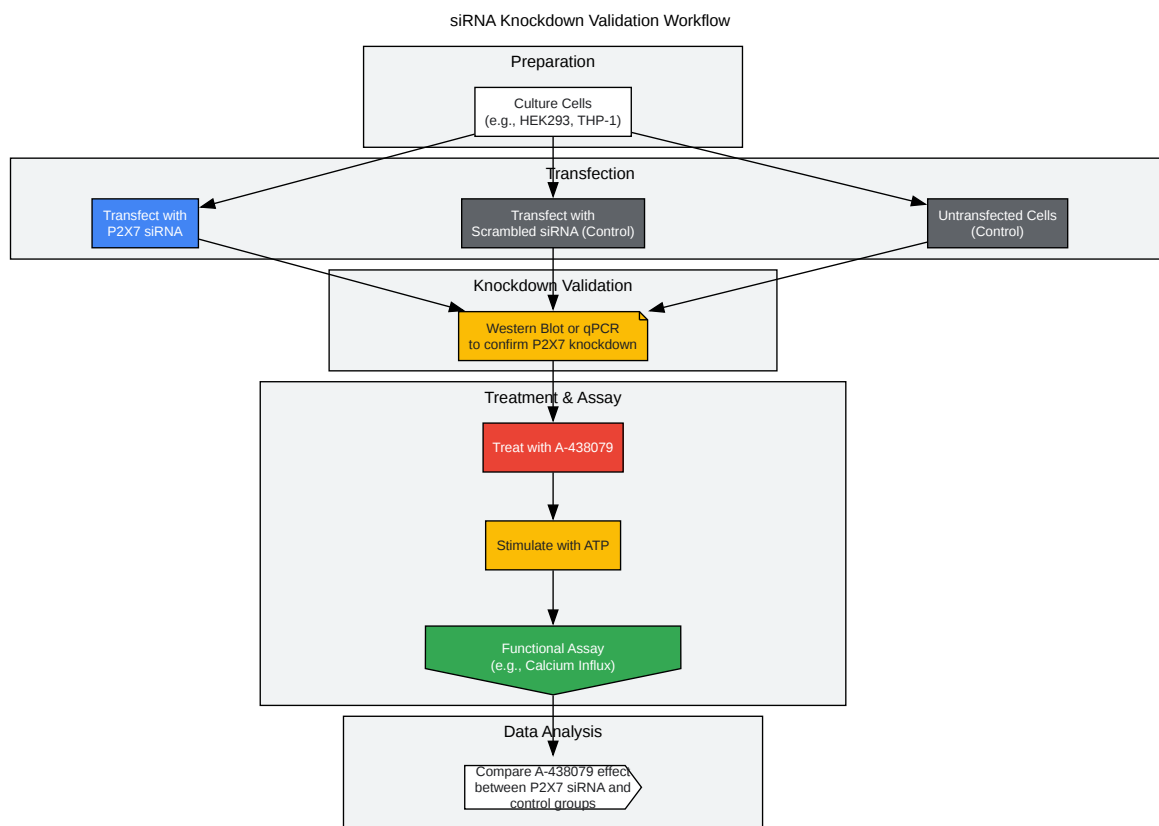 siRNA Knockdown Validation Workflow
Preparation
Culture Cells
(e.g., HEK293, THP-1)
Transfection
Transfect with
P2X7 siRNA
Transfect with
Scrambled siRNA (Control)
Untransfected Cells
(Control)
Knockdown Validation
Western Blot or qPCR
to confirm P2X7 knockdown
Treatment & Assay
Treat with A-438079
Stimulate with ATP
Functional Assay
(e.g., Calcium Influx)
Data Analysis
Compare A-438079 effect
between P2X7 siRNA and
control groups